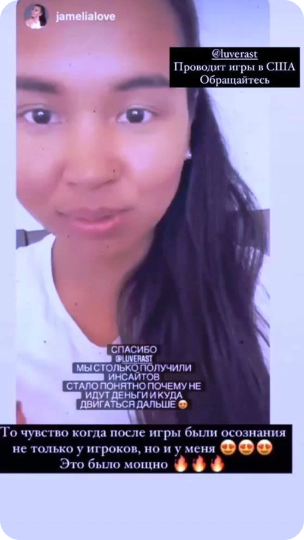 jamelialove
@luverast
Проводит игры в США
Обращайтесь
СПАСИБО
@LUVERAST
МЫ СТОЛЬКО ПОЛУЧИЛИ
ИНСАЙТОВ
СТАЛО ПОНЯТНО ПОЧЕМУ НЕ
ИДУТ ДЕНЬГИ И КУДА
ДВИГАТЬСЯ ДАЛЬШЕ 😍
То чувство когда после игры были осознания
не только у игроков, но и у меня 😍😍😍
Это было мощно 🔥🔥🔥